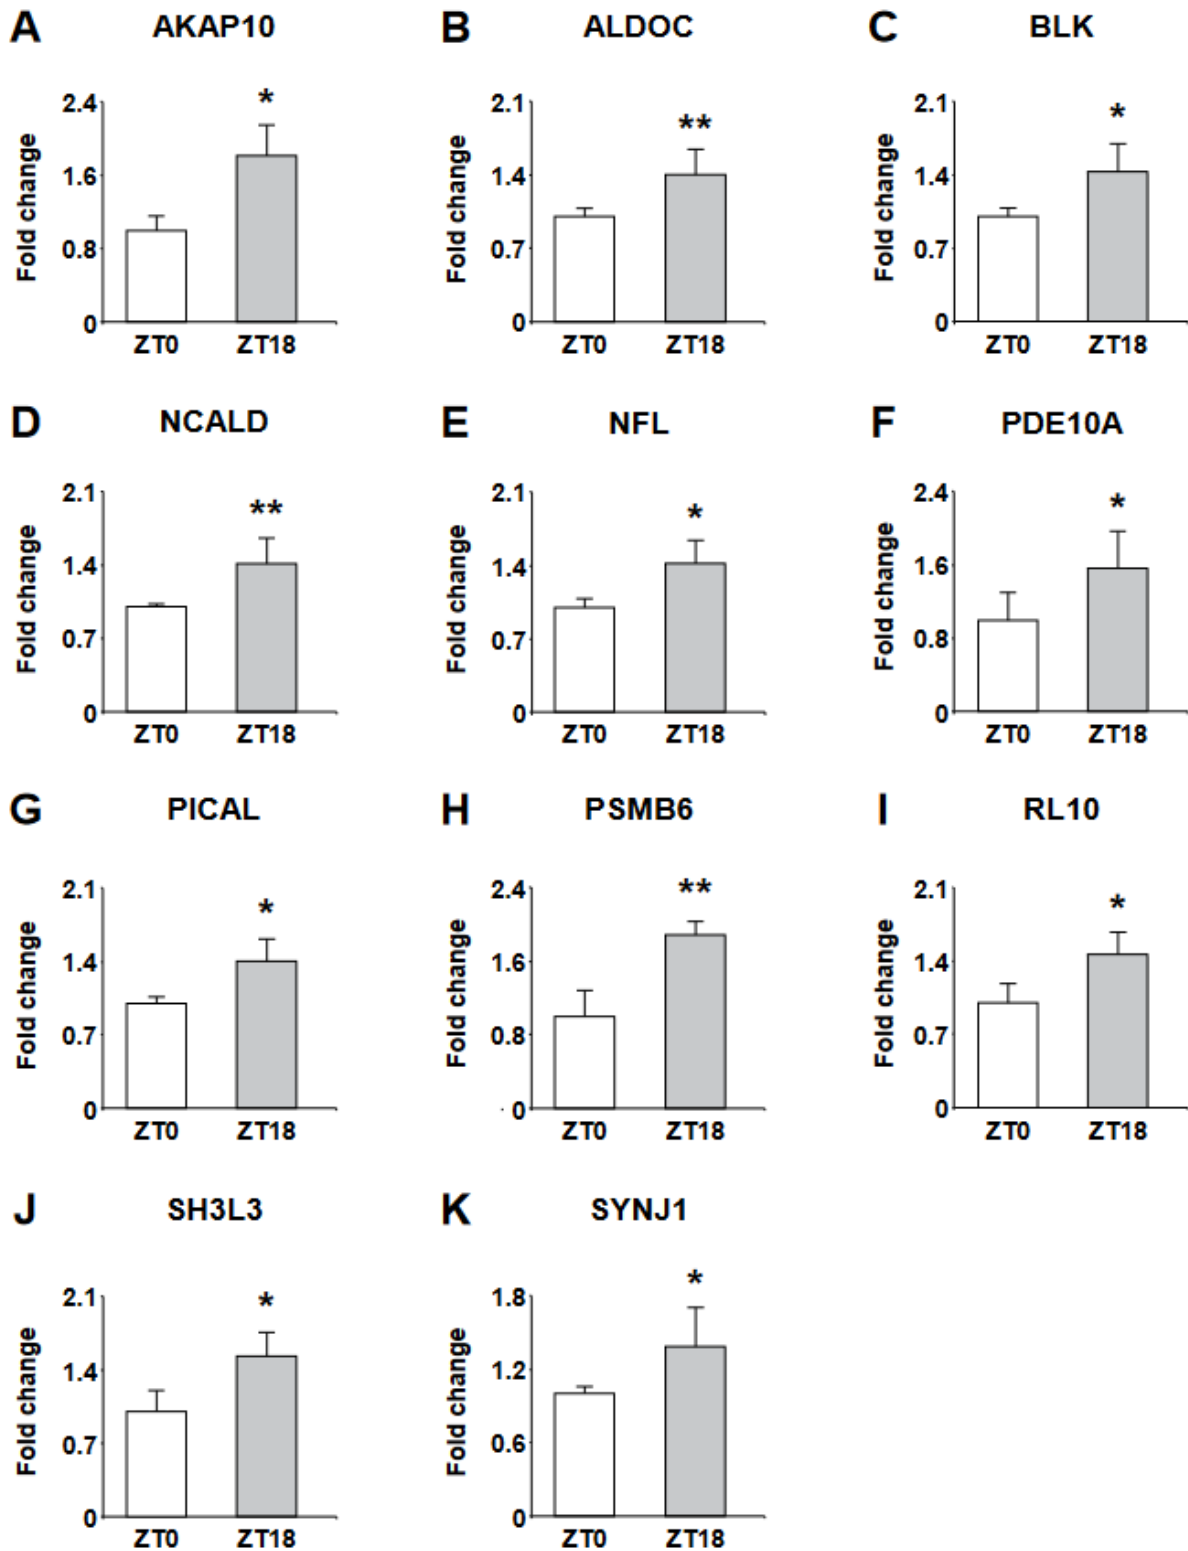 A AKAP10
*
2.4
1.6
0.8
0
Fold change
ZT0 ZT18
B ALDOC
**
2.1
1.4
0.7
0
Fold change
ZT0 ZT18
C BLK
*
2.1
1.4
0.7
0
Fold change
ZT0 ZT18
D NCALD
**
2.1
1.4
0.7
0
Fold change
ZT0 ZT18
E NFL
*
2.1
1.4
0.7
0
Fold change
ZT0 ZT18
F PDE10A
*
2.4
1.6
0.8
0
Fold change
ZT0 ZT18
G PICAL
*
2.1
1.4
0.7
0
Fold change
ZT0 ZT18
H PSMB6
**
2.4
1.6
0.8
0
Fold change
ZT0 ZT18
I RL10
*
2.1
1.4
0.7
0
Fold change
ZT0 ZT18
J SH3L3
*
2.1
1.4
0.7
0
Fold change
ZT0 ZT18
K SYNJ1
*
1.8
1.2
0.6
0
Fold change
ZT0 ZT18